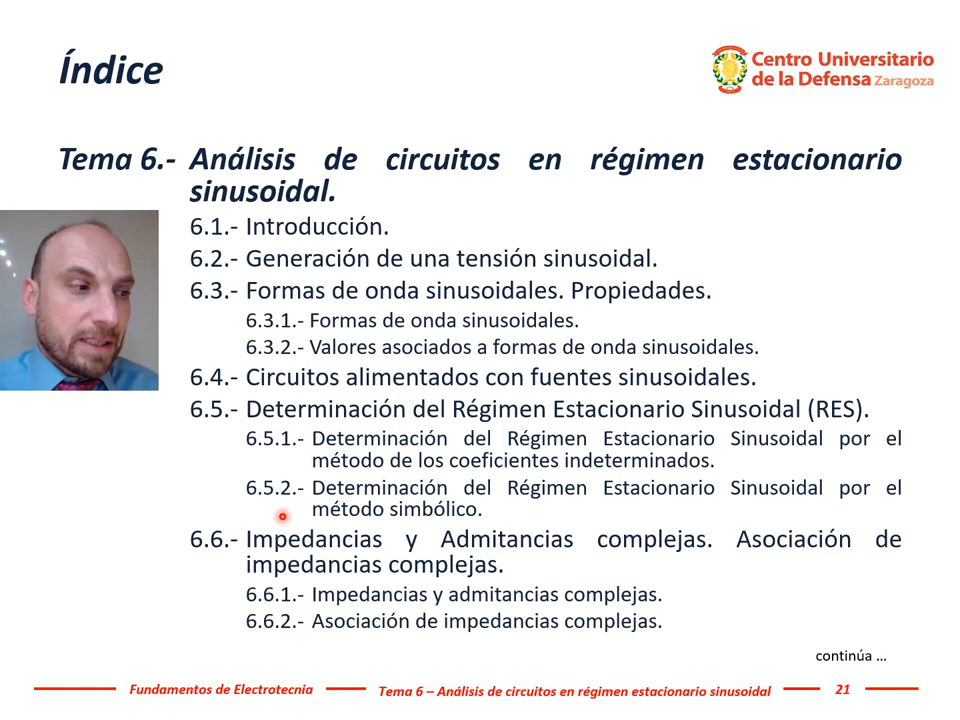 Índice
Centro Universitario
de la Defensa Zaragoza
Tema 6.- Análisis de circuitos en régimen estacionario
sinusoidal.
6.1.- Introducción.
6.2.- Generación de una tensión sinusoidal.
6.3.- Formas de onda sinusoidales. Propiedades.
6.3.1.- Formas de onda sinusoidales.
6.3.2.- Valores asociados a formas de onda sinusoidales.
6.4.- Circuitos alimentados con fuentes sinusoidales.
6.5.- Determinación del Régimen Estacionario Sinusoidal (RES).
6.5.1.- Determinación del Régimen Estacionario Sinusoidal por el
método de los coeficientes indeterminados.
6.5.2.- Determinación del Régimen Estacionario Sinusoidal por el
método simbólico.
6.6.- Impedancias y Admitancias complejas. Asociación de
impedancias complejas.
6.6.1.- Impedancias y admitancias complejas.
6.6.2.- Asociación de impedancias complejas.
continúa ...
Fundamentos de Electrotecnia
Tema 6 – Análisis de circuitos en régimen estacionario sinusoidal
21